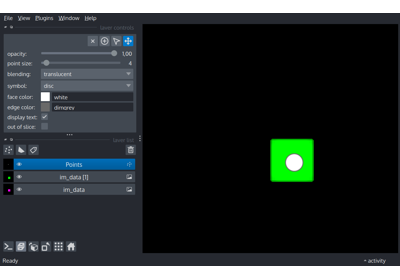 File View Plugins Window Help
layer controls
opacity: 1.00
point size: 4
blending: translucent
symbol: disc
face color: white
edge color: dimgrey
display text:
out of slice:
layer list
Points
im_data [1]
im_data
Ready
activity